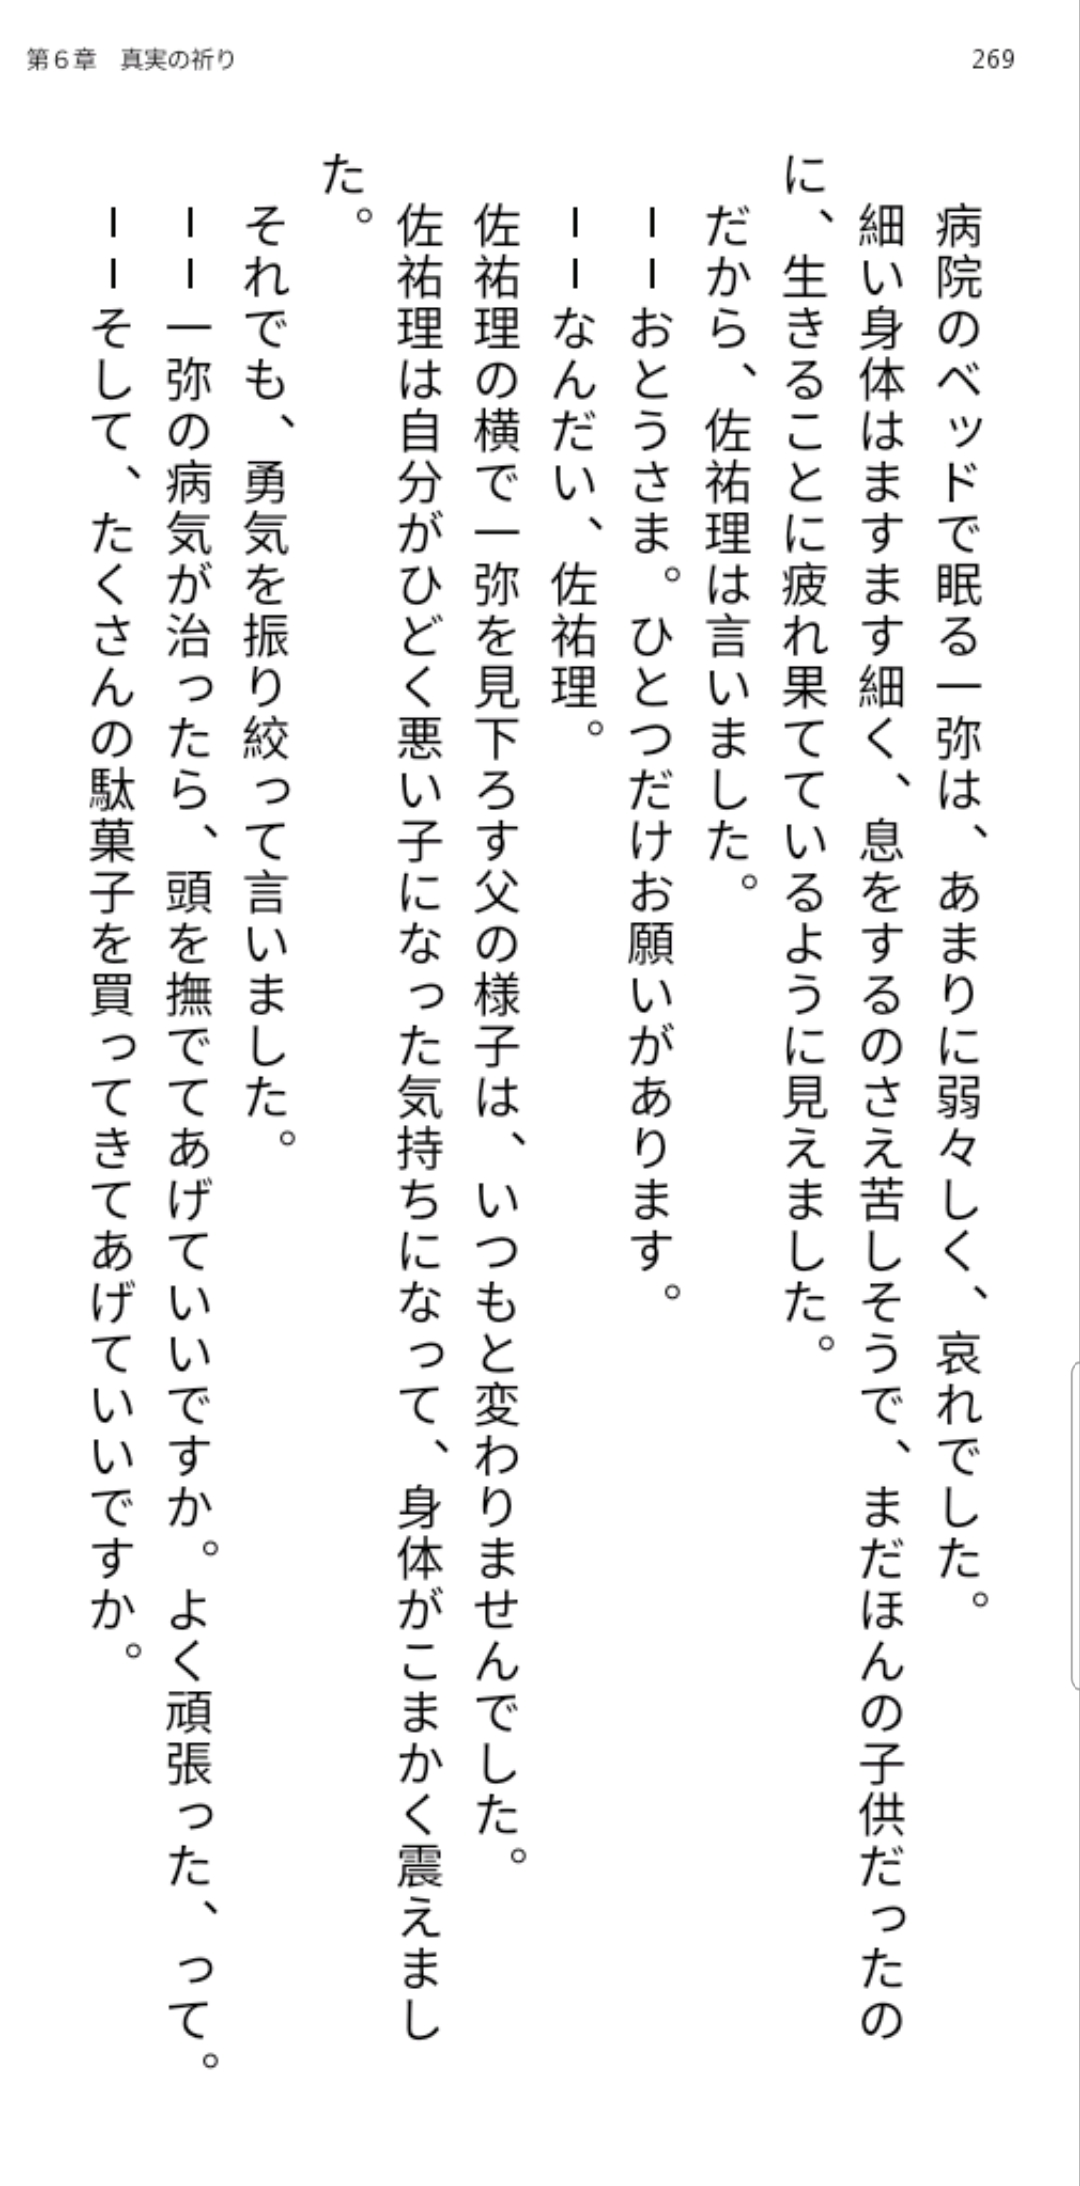 第６章　真実の祈り
269
病院のベッドで眠る一弥は、あまりに弱々しく、哀れでした。
細い身体はますます細く、息をするのさえ苦しそうで、まだほんの子供だったの
に、生きることに疲れ果てているように見えました。
だから、佐祐理は言いました。
――おとうさま。ひとつだけお願いがあります。
――なんだい、佐祐理。
佐祐理の横で一弥を見下ろす父の様子は、いつもと変わりませんでした。
佐祐理は自分がひどく悪い子になった気持ちになって、身体がこまかく震えまし
た。
それでも、勇気を振り絞って言いました。
――一弥の病気が治ったら、頭を撫でてあげていいですか。よく頑張った、って。
――そして、たくさんの駄菓子を買ってきてあげていいですか。